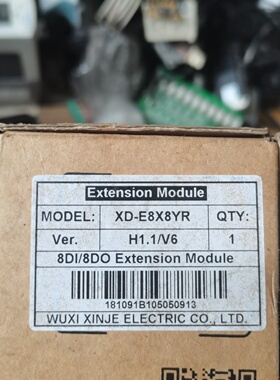 Extension Module
MODEL: XD-E8X8YR QTY:
Ver. H1.1/V6 1
8DI/8DO Extension Module
181091B105050913
WUXI XINJE ELECTRIC CO., LTD.